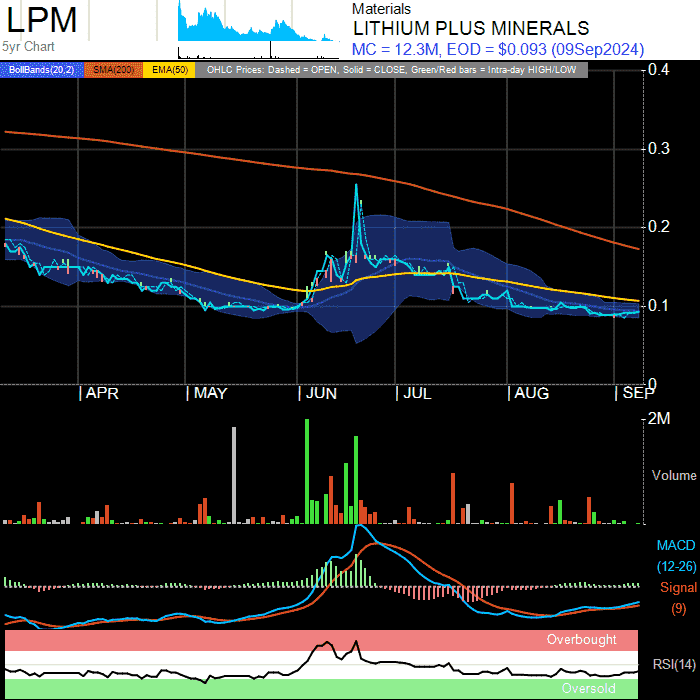 LPM
5yr Chart
Materials
LITHIUM PLUS MINERALS
MC = 12.3M, EOD = $0.093 (09Sep2024)
BollBands(20,2) SMA(200) EMA(50) OHLC Prices: Dashed = OPEN, Solid = CLOSE, Green/Red bars = Intra-day HIGH/LOW
0.4
0.3
0.2
0.1
0
| APR | MAY | JUN | JUL | AUG | SEP
2M
Volume
MACD
(12-26)
Signal
(9)
Overbought
RSI(14)
Oversold